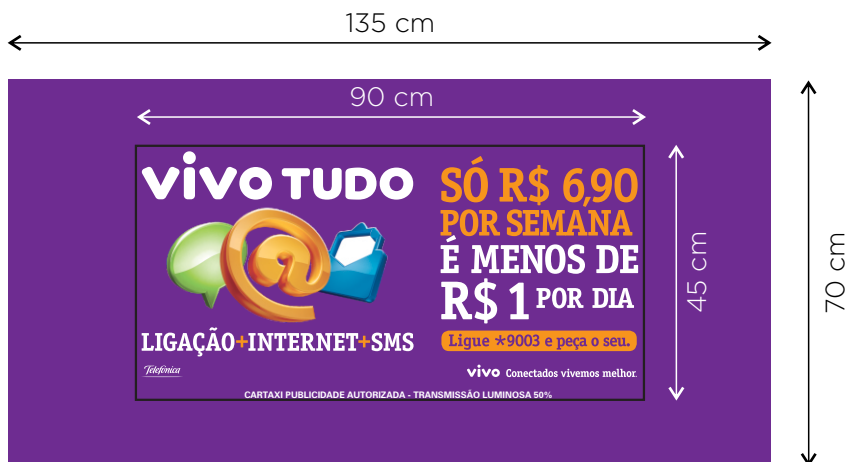 135 cm
90 cm
vivo TUDO
SÓ R$ 6,90
POR SEMANA
É MENOS DE
R$ 1 POR DIA
LIGAÇÃO+INTERNET+SMS
Ligue *9003 e peça o seu.
Telefónica
vivo Conectados vivemos melhor.
CARTAXI PUBLICIDADE AUTORIZADA - TRANSMISSÃO LUMINOSA 50%
45 cm
70 cm